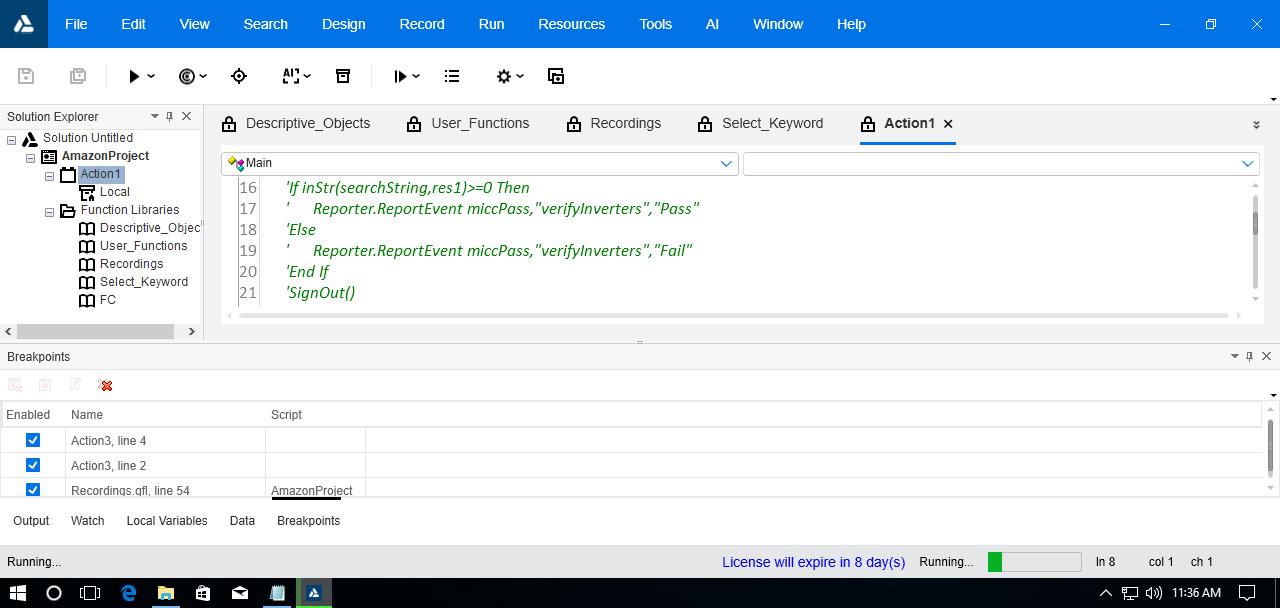 File Edit View Search Design Record Run Resources Tools AI Window Help
Solution Explorer
Solution Untitled
AmazonProject
Action1
Local
Function Libraries
Descriptive_Objec
User_Functions
Recordings
Select_Keyword
FC
Descriptive_Objects User_Functions Recordings Select_Keyword Action1
Main
16 'If inStr(searchString,res1)>=0 Then
17 ' Reporter.ReportEvent miccPass,"verifyInverters","Pass"
18 'Else
19 ' Reporter.ReportEvent miccPass,"verifyInverters","Fail"
20 'End If
21 'SignOut()
Breakpoints
Enabled Name Script
Action3, line 4
Action3, line 2
Recordings.qfl, line 54 AmazonProject
Output Watch Local Variables Data Breakpoints
Running... License will expire in 8 day(s) Running... ln 8 col 1 ch 1
11:36 AM